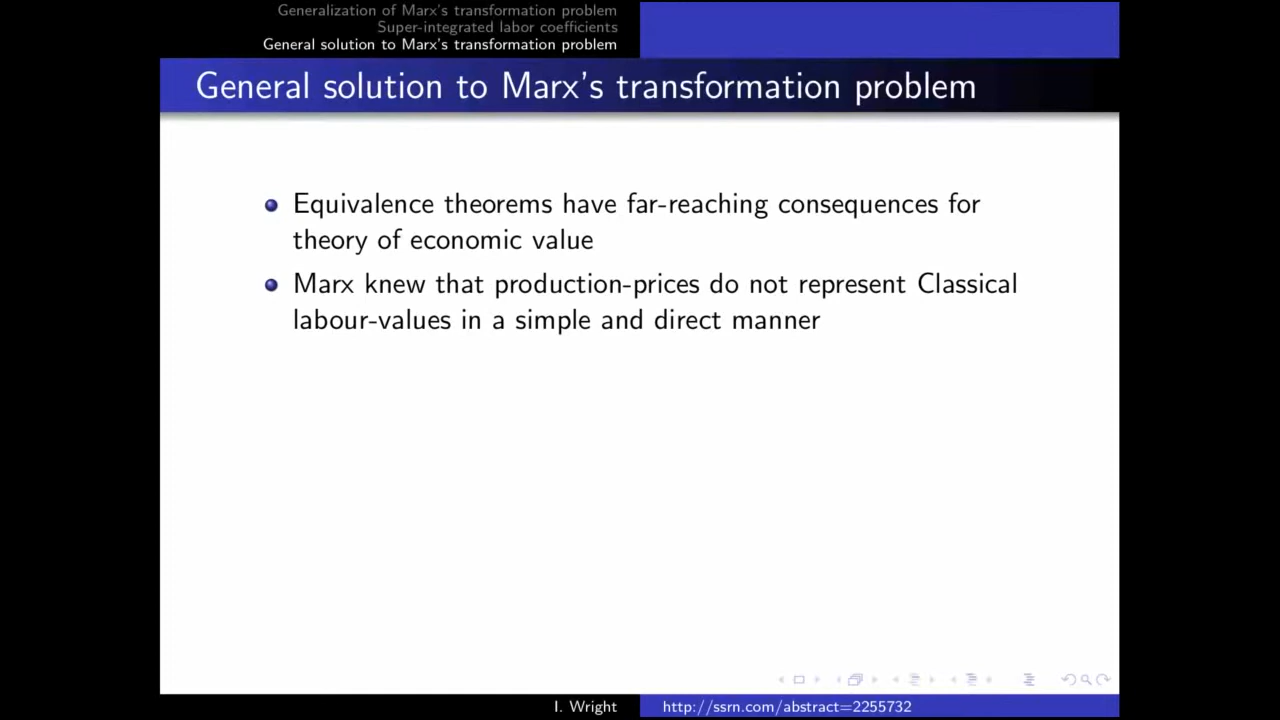 Generalization of Marx's transformation problem
Super-integrated labor coefficients
General solution to Marx's transformation problem
General solution to Marx's transformation problem
Equivalence theorems have far-reaching consequences for
theory of economic value
Marx knew that production-prices do not represent Classical
labour-values in a simple and direct manner
I. Wright
http://ssrn.com/abstract=2255732